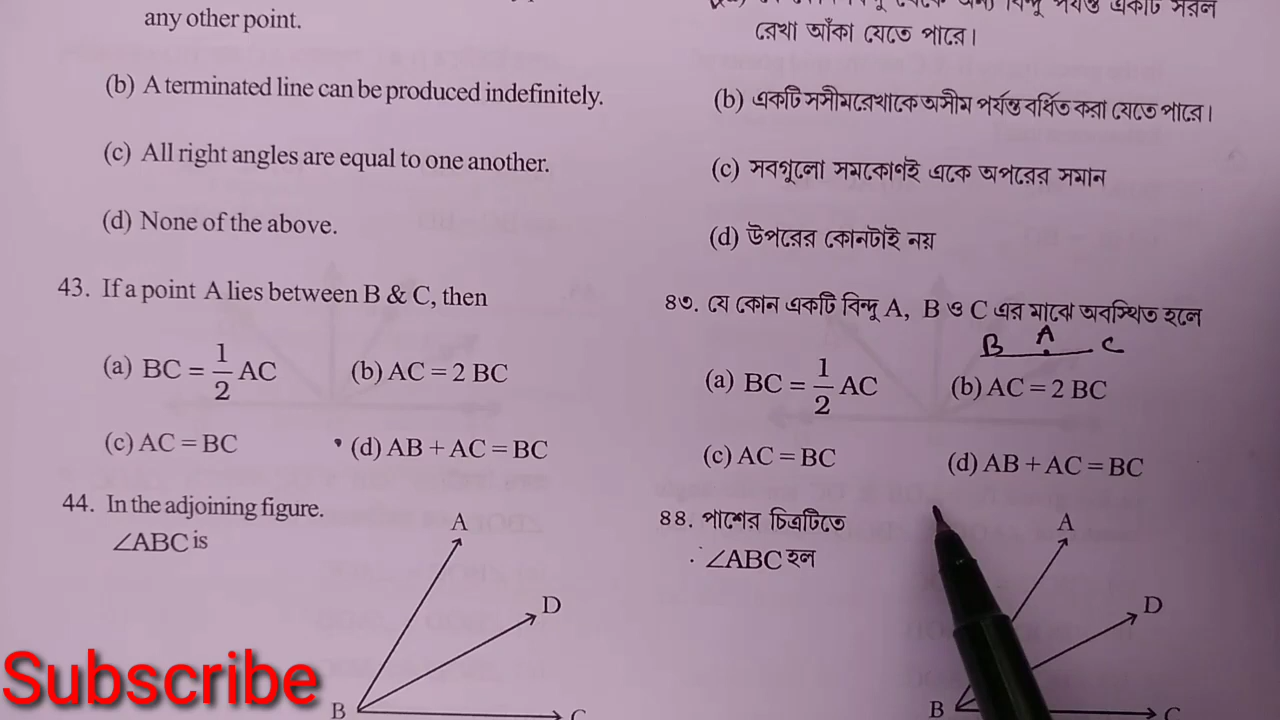 any other point.
(b) A terminated line can be produced indefinitely.
(c) All right angles are equal to one another.
(d) None of the above.
43. If a point A lies between B & C, then
(a) BC = 1/2 AC (b) AC = 2 BC
(c) AC = BC (d) AB + AC = BC
44. In the adjoining figure.
∠ABC is
A
D
B
C
বিন্দু পর্যন্ত একটি সরল
রেখা আঁকা যেতে পারে।
(b) একটি সসীমরেখাকে অসীম পর্যন্ত বর্ধিত করা যেতে পারে।
(c) সবগুলো সমকোণই একে অপরের সমান
(d) উপরের কোনটাই নয়
৪৩. যে কোন একটি বিন্দু A, B ও C এর মাঝে অবস্থিত হলে
B A C
(a) BC = 1/2 AC (b) AC = 2 BC
(c) AC = BC (d) AB + AC = BC
৪৪. পাশের চিত্রটিতে
∠ABC হল
A
D
B
C
Subscribe